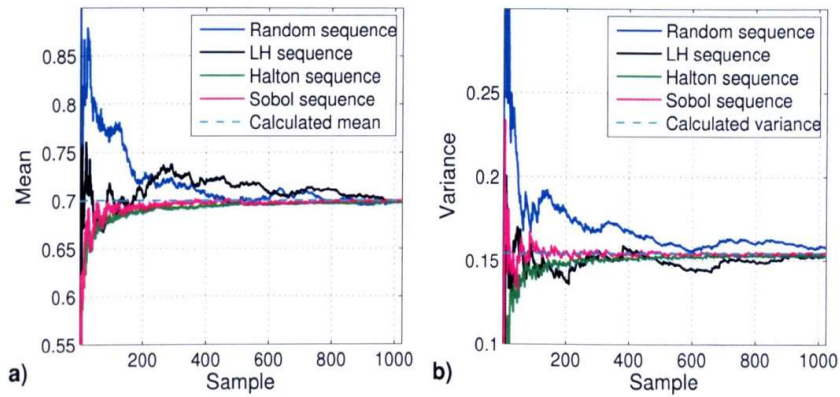 0.85
0.8
0.75
0.7
0.65
0.6
0.55
Mean
200
400
600
800
1000
Sample
a)
Random sequence
LH sequence
Halton sequence
Sobol sequence
Calculated mean
0.25
0.2
0.15
0.1
Variance
200
400
600
800
1000
Sample
b)
Random sequence
LH sequence
Halton sequence
Sobol sequence
Calculated variance